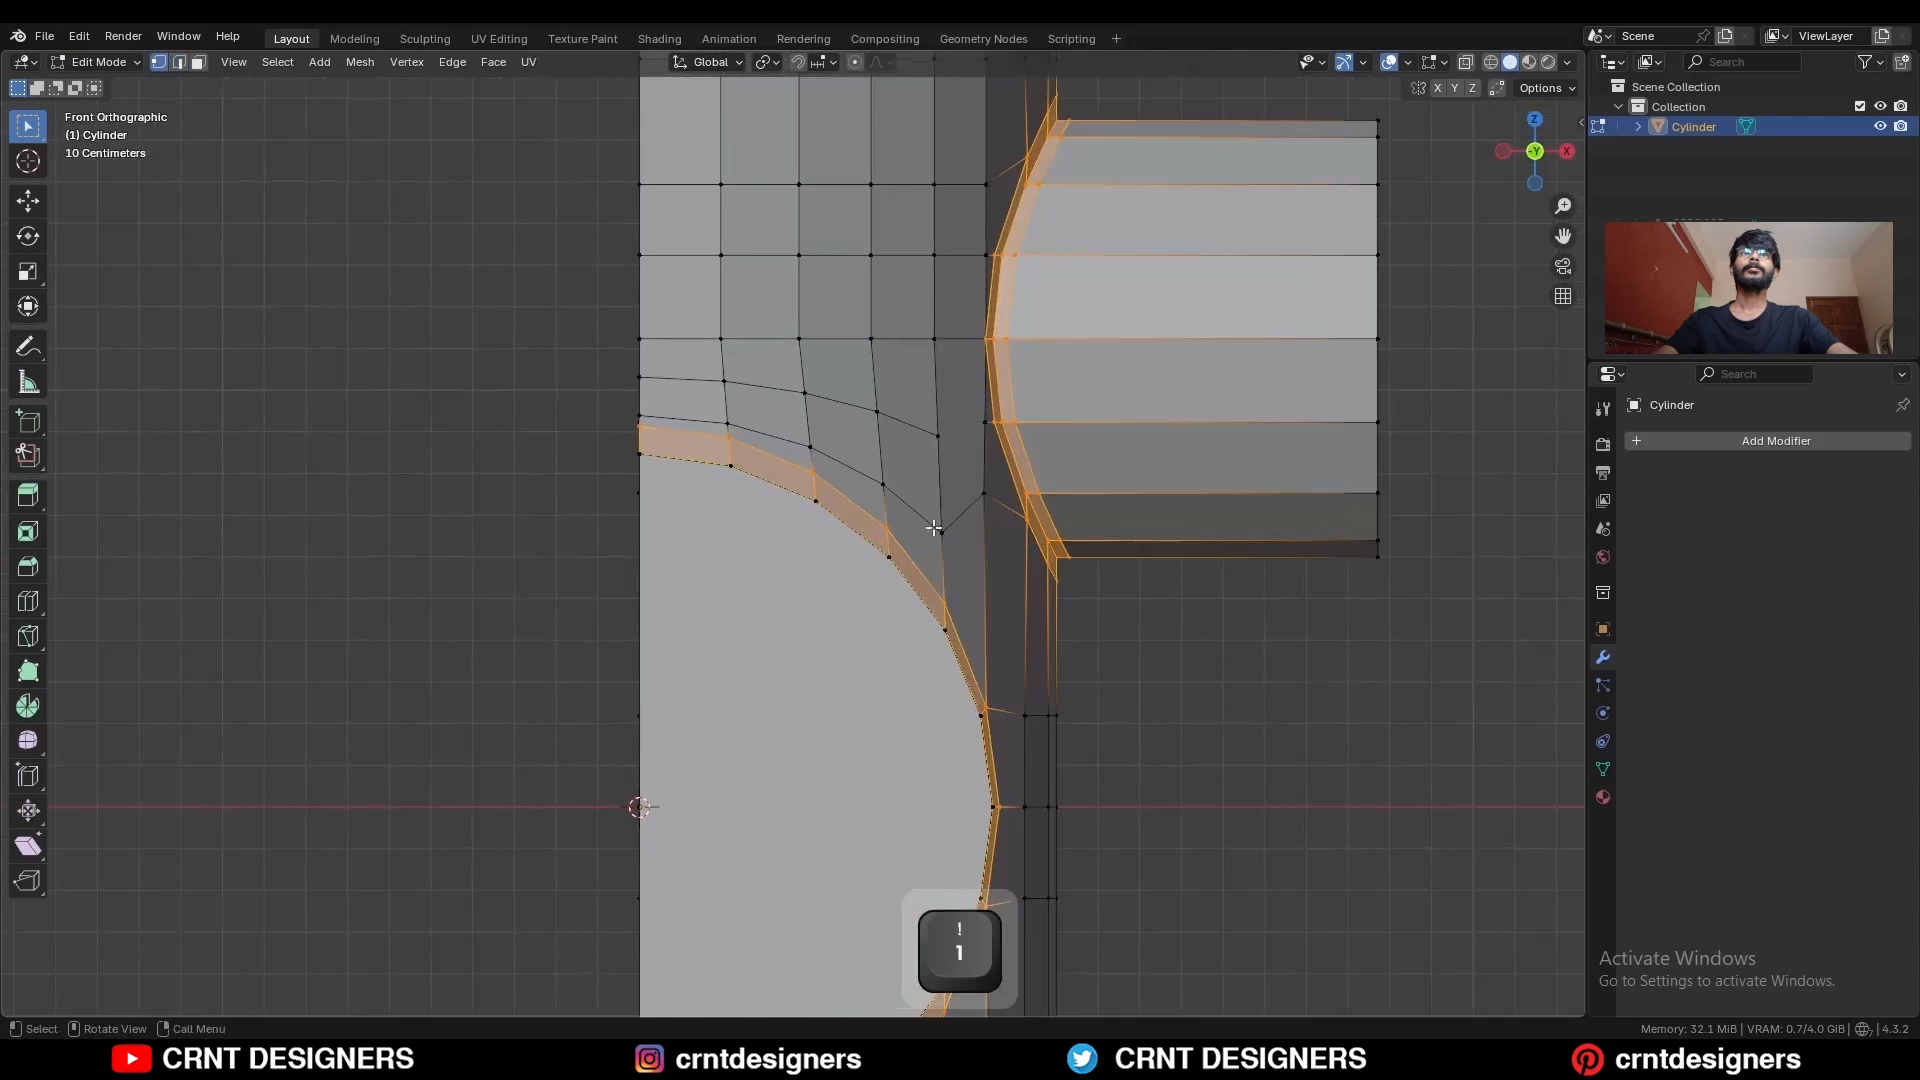 File Edit Render Window Help Layout Modeling Sculpting UV Editing Texture Paint Shading Animation Rendering Compositing Geometry Nodes Scripting + Scene ViewLayer
Edit Mode View Select Add Mesh Vertex Edge Face UV Global Search
X Y Z Options
Scene Collection
Collection
Cylinder
Front Orthographic
(1) Cylinder
10 Centimeters
Z
-Y X
Search
Cylinder
+ Add Modifier
!
1
Activate Windows
Go to Settings to activate Windows.
Select Rotate View Call Menu Memory: 32.1 MiB | VRAM: 0.7/4.0 GiB | 4.3.2
CRNT DESIGNERS crntdesigners CRNT DESIGNERS crntdesigners